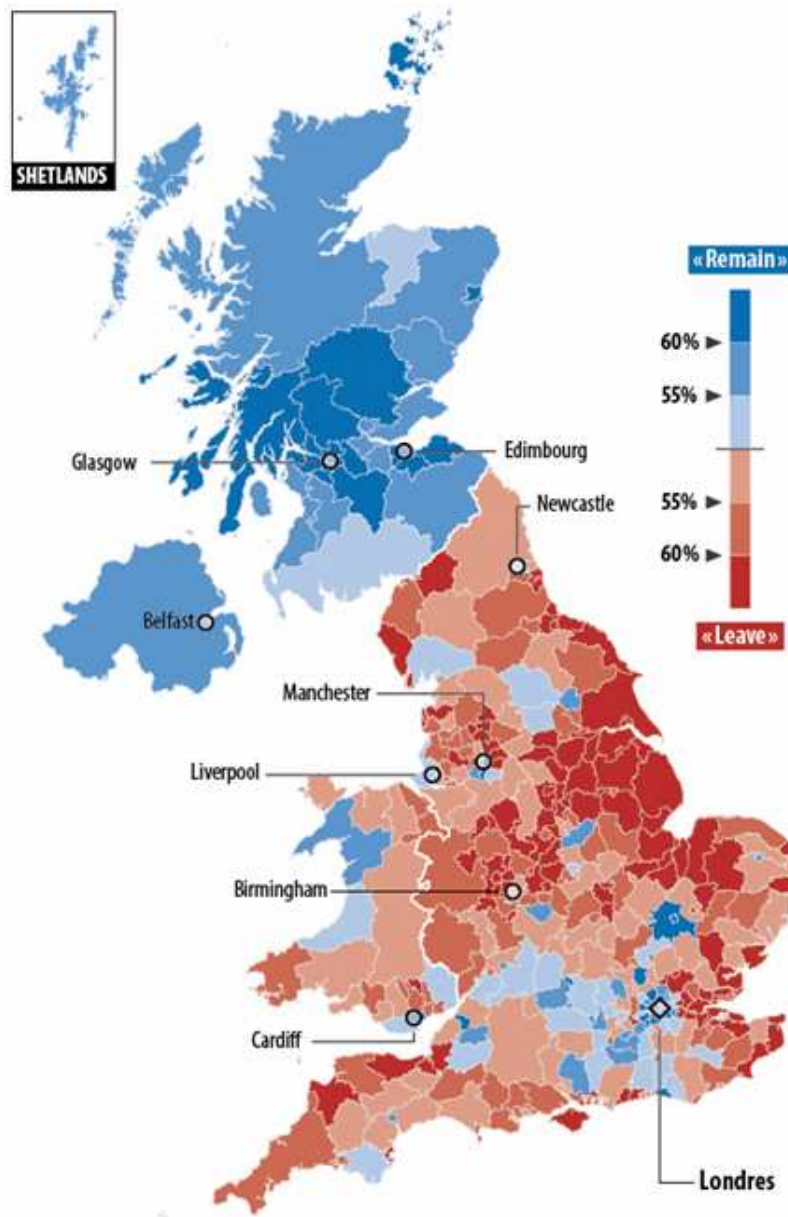 SHETLANDS
« Remain »
60%
55%
Glasgow
Edimbourg
Newcastle
55%
60%
Belfast
« Leave »
Manchester
Liverpool
Birmingham
Cardiff
Londres